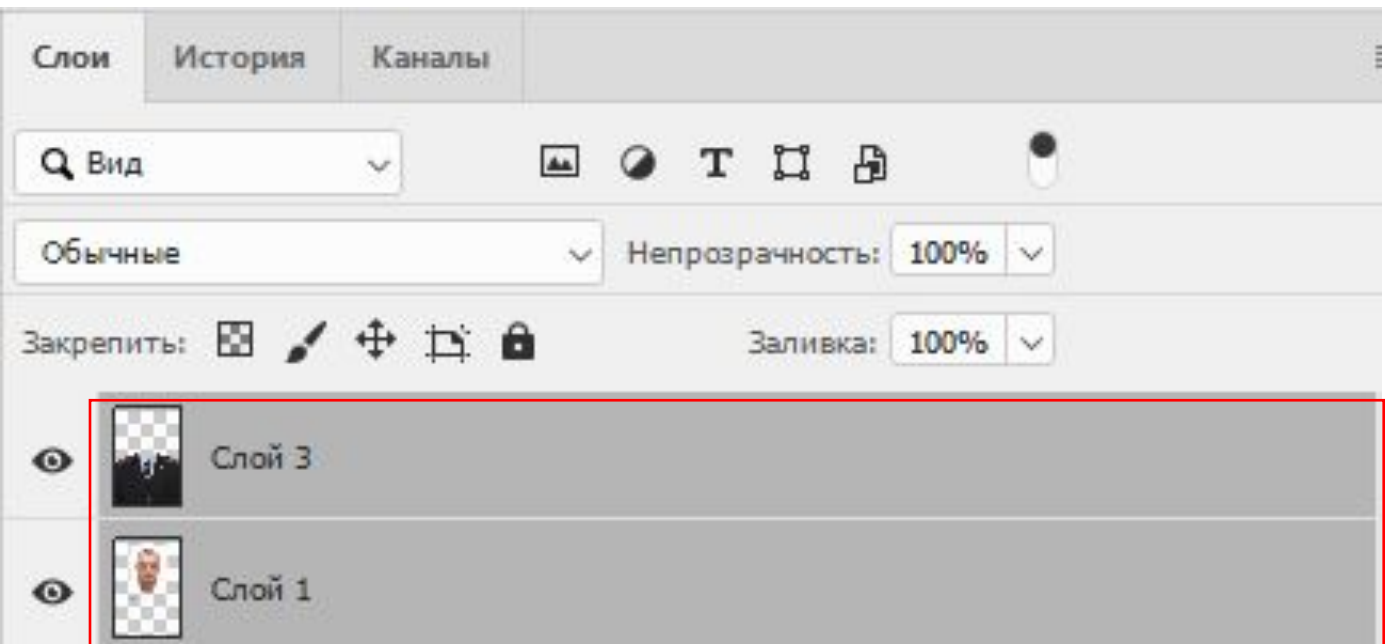 Слои История Каналы
Вид
Обычные Непрозрачность: 100%
Закрепить: Заливка: 100%
Слой 3
Слой 1